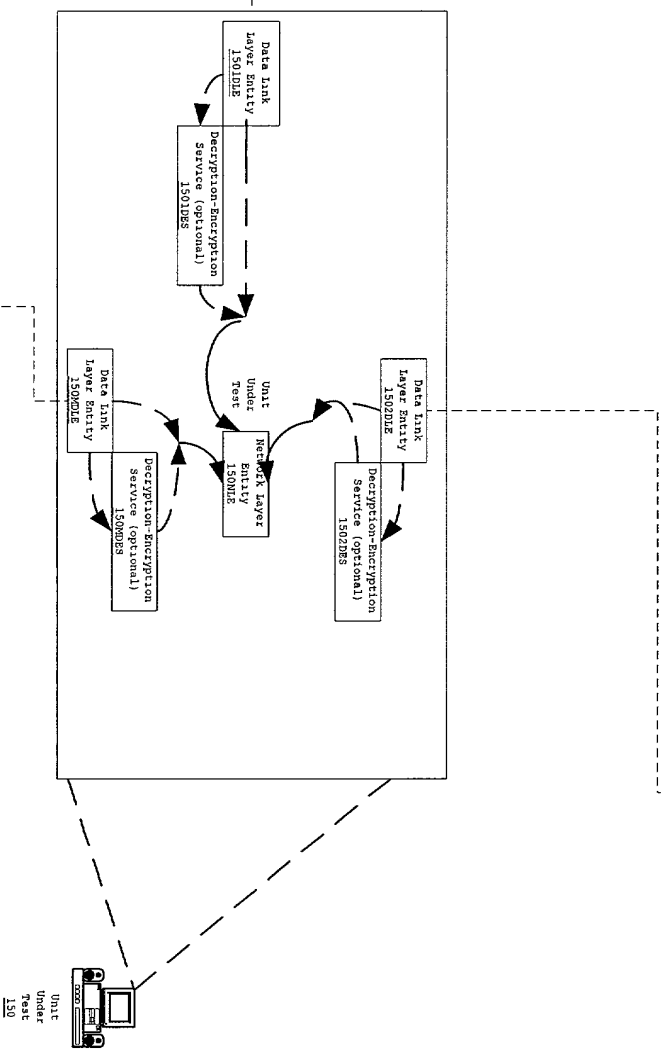 Data Link
Layer Entity
1502DLE
Decryption-Encryption
Service (optional)
1502DES
Data Link
Layer Entity
1501DLE
Decryption-Encryption
Service (optional)
1501DES
Unit
Under
Test
Network Layer
Entity
150NLE
Data Link
Layer Entity
150MDLE
Decryption-Encryption
Service (optional)
150MDES
Unit
Under
Test
150